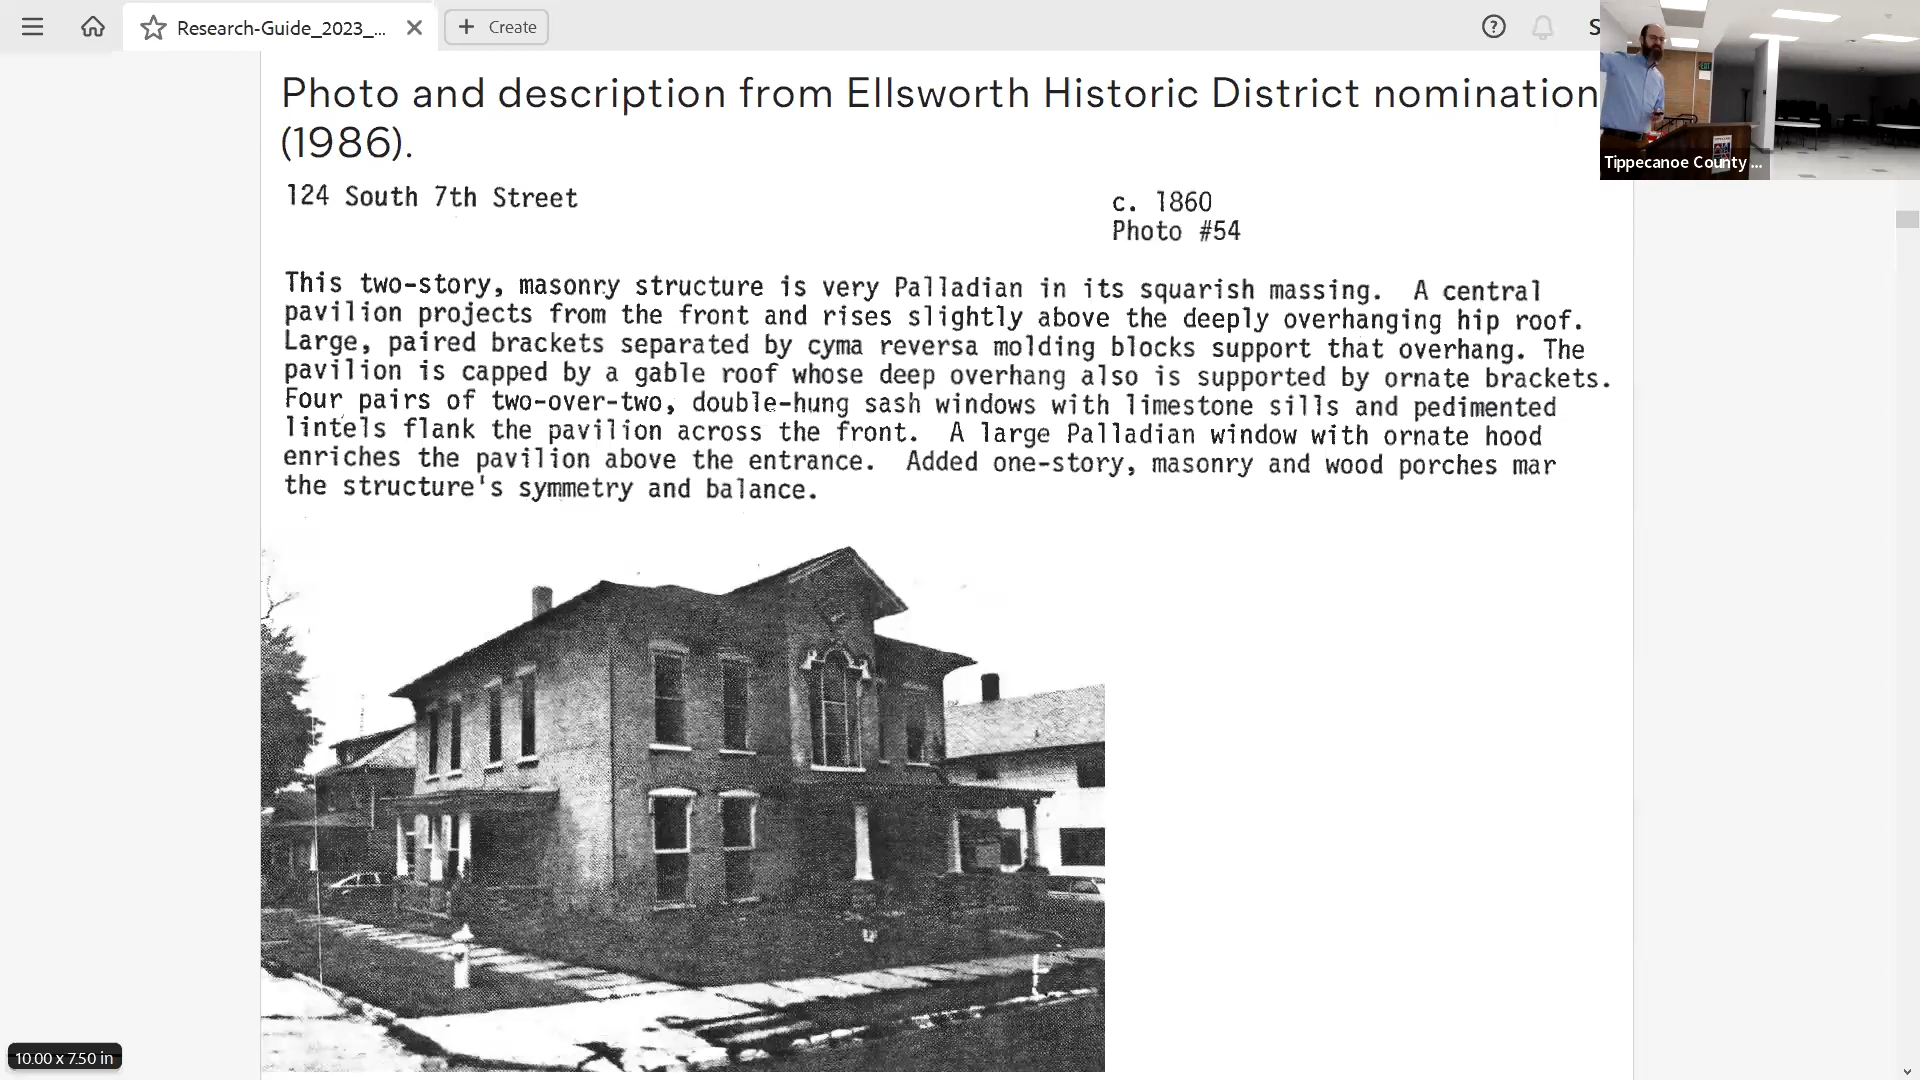 Research-Guide_2023_...
Create
S
Photo and description from Ellsworth Historic District nomination
(1986).
124 South 7th Street
c. 1860
Photo #54
This two-story, masonry structure is very Palladian in its squarish massing. A central
pavilion projects from the front and rises slightly above the deeply overhanging hip roof.
Large, paired brackets separated by cyma reversa molding blocks support that overhang. The
pavilion is capped by a gable roof whose deep overhang also is supported by ornate brackets.
Four pairs of two-over-two, double-hung sash windows with limestone sills and pedimented
lintels flank the pavilion across the front. A large Palladian window with ornate hood
enriches the pavilion above the entrance. Added one-story, masonry and wood porches mar
the structure's symmetry and balance.
EXIT
Tippecanoe County ...
10.00 x 7.50 in